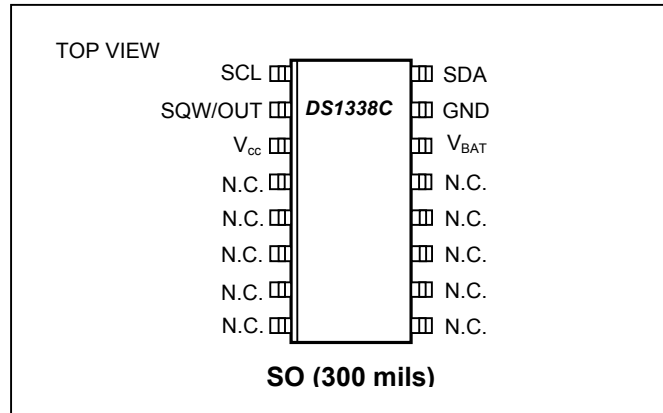 TOP VIEW
SCL SDA
SQW/OUT DS1338C GND
Vcc VBAT
N.C. N.C.
N.C. N.C.
N.C. N.C.
N.C. N.C.
N.C. N.C.
SO (300 mils)